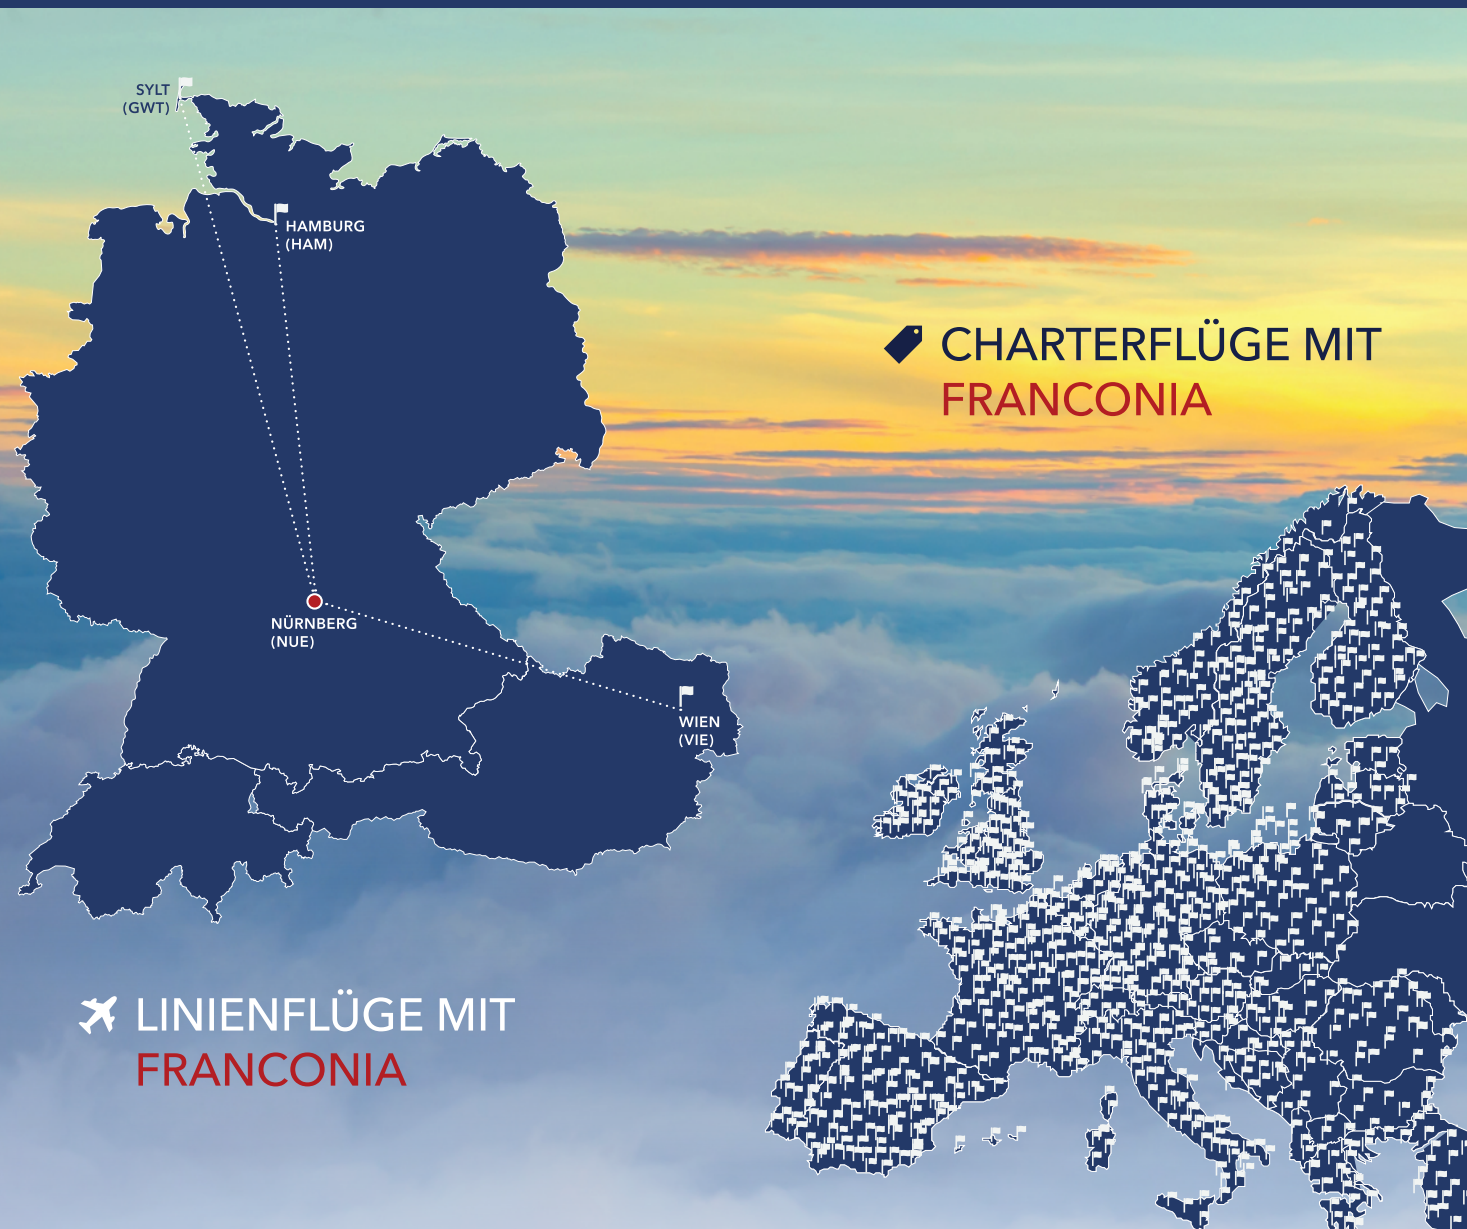 SYLT
(GWT)
HAMBURG
(HAM)
NÜRNBERG
(NUE)
WIEN
(VIE)
CHARTERFLÜGE MIT
FRANCONIA
LINIENFLÜGE MIT
FRANCONIA